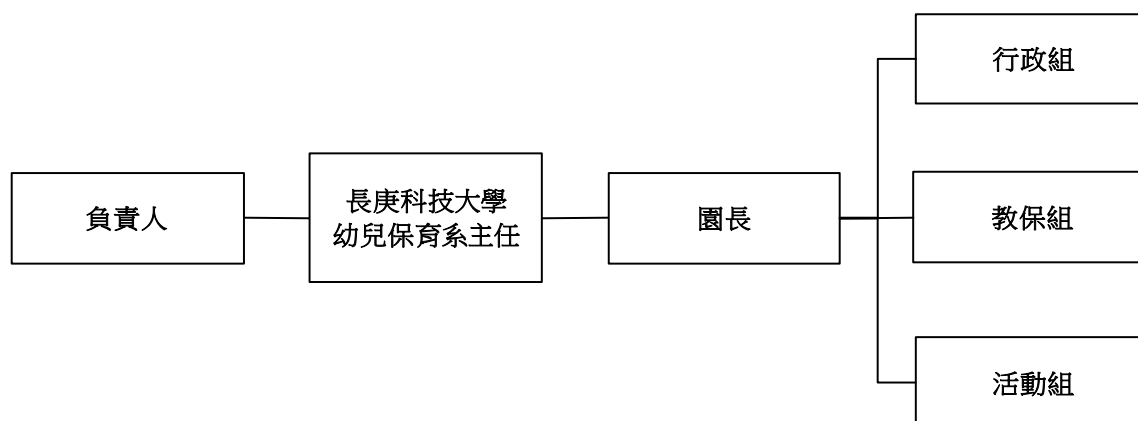 負責人
長庚科技大學
幼兒保育系主任
園長
行政組
教保組
活動組